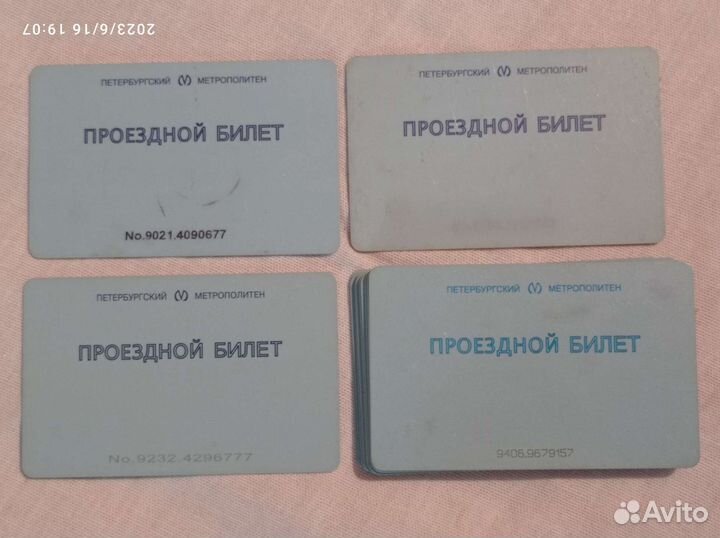 2023/6/16 19:07
ПЕТЕРБУРГСКИЙ МЕТРОПОЛИТЕН
ПРОЕЗДНОЙ БИЛЕТ
No.9021.4090677
ПЕТЕРБУРГСКИЙ МЕТРОПОЛИТЕН
ПРОЕЗДНОЙ БИЛЕТ
ПЕТЕРБУРГСКИЙ МЕТРОПОЛИТЕН
ПРОЕЗДНОЙ БИЛЕТ
No.9232.4296777
ПЕТЕРБУРГСКИЙ МЕТРОПОЛИТЕН
ПРОЕЗДНОЙ БИЛЕТ
9406.9679157
Avito